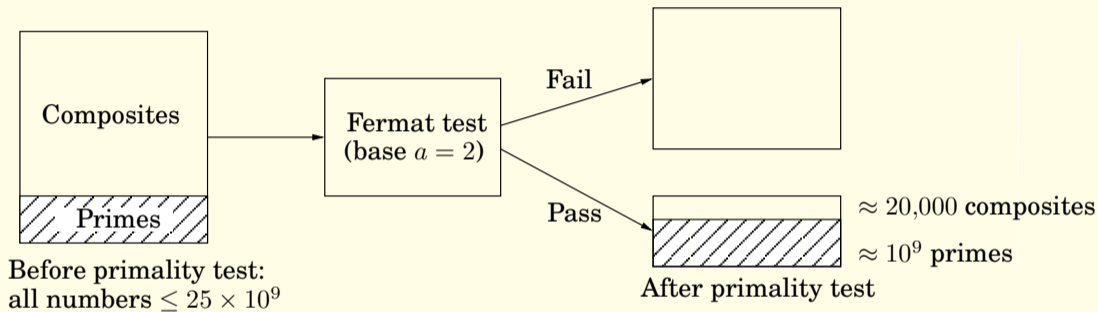 Composites
Primes
Before primality test:
all numbers ≤ 25 × 10⁹
Fermat test
(base a = 2)
Fail
Pass
≈ 20,000 composites
≈ 10⁹ primes
After primality test